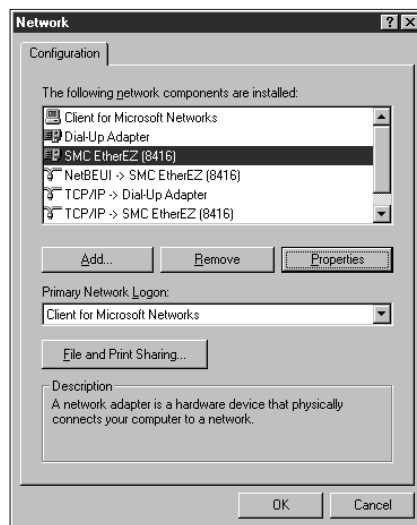 Network
Configuration
The following network components are installed:
Client for Microsoft Networks
Dial-Up Adapter
SMC EtherEZ (8416)
NetBEUI -> SMC EtherEZ (8416)
TCP/IP -> Dial-Up Adapter
TCP/IP -> SMC EtherEZ (8416)
Add... Remove Properties
Primary Network Logon:
Client for Microsoft Networks
File and Print Sharing...
Description
A network adapter is a hardware device that physically
connects your computer to a network.
OK Cancel